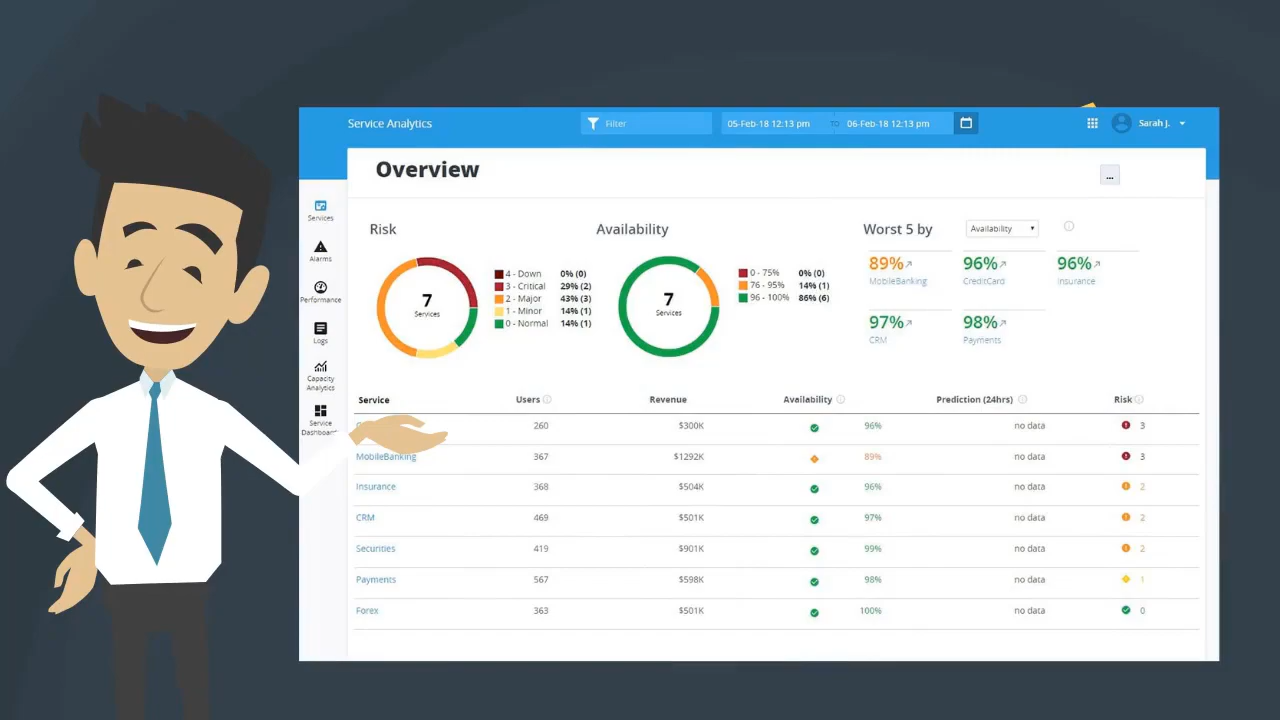 Service Analytics
Filter
05-Feb-18 12:13 pm TO 06-Feb-18 12:13 pm
Sarah J.
Overview
...
Services
Alarms
Performance
Logs
Capacity
Analytics
Service
Dashboard
Risk
7
Services
4 - Down 0% (0)
3 - Critical 29% (2)
2 - Major 43% (3)
1 - Minor 14% (1)
0 - Normal 14% (1)
Availability
7
Services
0 - 75% 0% (0)
76 - 95% 14% (1)
96 - 100% 86% (6)
Worst 5 by Availability
89% 96% 96%
MobileBanking CreditCard Insurance
97% 98%
CRM Payments
Service Users Revenue Availability Prediction (24hrs) Risk
260 $300K 96% no data 3
MobileBanking 367 $1292K 89% no data 3
Insurance 368 $504K 96% no data 2
CRM 469 $501K 97% no data 2
Securities 419 $901K 99% no data 2
Payments 567 $598K 98% no data 1
Forex 363 $501K 100% no data 0